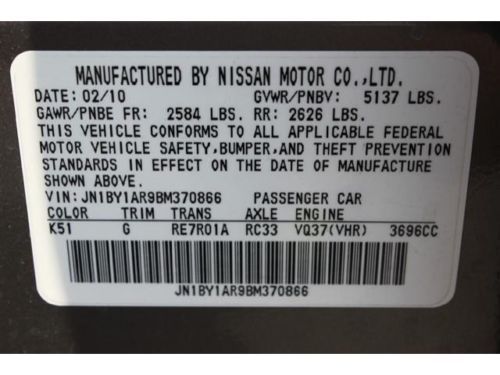 MANUFACTURED BY NISSAN MOTOR CO.,LTD.
DATE: 02/10 GVWR/PNBV: 5137 LBS.
GAWR/PNBE FR: 2584 LBS. RR: 2626 LBS.
THIS VEHICLE CONFORMS TO ALL APPLICABLE FEDERAL
MOTOR VEHICLE SAFETY,BUMPER,AND THEFT PREVENTION
STANDARDS IN EFFECT ON THE DATE OF MANUFACTURE
SHOWN ABOVE.
VIN: JN1BY1AR9BM370866 PASSENGER CAR
COLOR TRIM TRANS AXLE ENGINE
K51 G RE7R01A RC33 VQ37(VHR) 3696CC
JN1BY1AR9BM370866